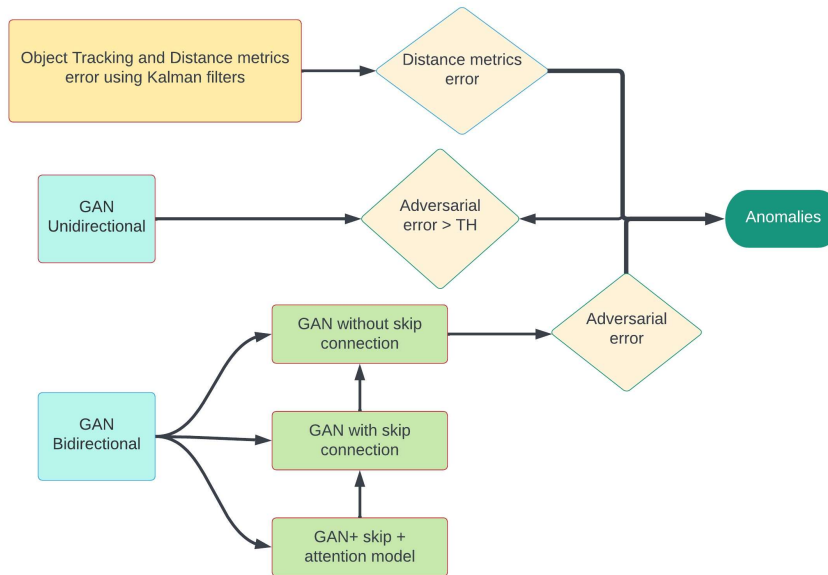 Object Tracking and Distance metrics
error using Kalman filters
Distance metrics
error
GAN
Unidirectional
Adversarial
error > TH
Anomalies
GAN without skip
connection
Adversarial
error
GAN
Bidirectional
GAN with skip
connection
GAN+ skip +
attention model